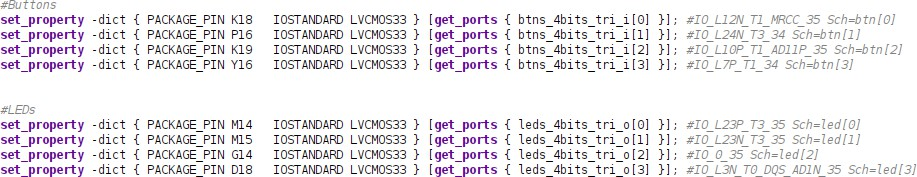 #Buttons
set_property -dict { PACKAGE_PIN K18   IOSTANDARD LVCMOS33 } [get_ports { btns_4bits_tri_i[0] }]; #IO_L12N_T1_MRCC_35 Sch=btn[0]
set_property -dict { PACKAGE_PIN P16   IOSTANDARD LVCMOS33 } [get_ports { btns_4bits_tri_i[1] }]; #IO_L24N_T3_34 Sch=btn[1]
set_property -dict { PACKAGE_PIN K19   IOSTANDARD LVCMOS33 } [get_ports { btns_4bits_tri_i[2] }]; #IO_L10P_T1_AD11P_35 Sch=btn[2]
set_property -dict { PACKAGE_PIN Y16   IOSTANDARD LVCMOS33 } [get_ports { btns_4bits_tri_i[3] }]; #IO_L7P_T1_34 Sch=btn[3]
#LEDs
set_property -dict { PACKAGE_PIN M14   IOSTANDARD LVCMOS33 } [get_ports { leds_4bits_tri_o[0] }]; #IO_L23P_T3_35 Sch=led[0]
set_property -dict { PACKAGE_PIN M15   IOSTANDARD LVCMOS33 } [get_ports { leds_4bits_tri_o[1] }]; #IO_L23N_T3_35 Sch=led[1]
set_property -dict { PACKAGE_PIN G14   IOSTANDARD LVCMOS33 } [get_ports { leds_4bits_tri_o[2] }]; #IO_0_35 Sch=led[2]
set_property -dict { PACKAGE_PIN D18   IOSTANDARD LVCMOS33 } [get_ports { leds_4bits_tri_o[3] }]; #IO_L3N_T0_DQS_AD1N_35 Sch=led[3]